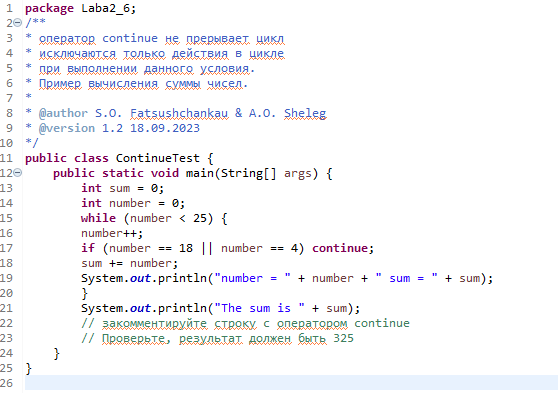 1 package Laba2_6;
2 /**
3 * оператор continue не прерывает цикл
4 * исключаются только действия в цикле
5 * при выполнении данного условия.
6 * Пример вычисления суммы чисел.
7 *
8 * @author S.O. Fatsushchankau & A.O. Sheleg
9 * @version 1.2 18.09.2023
10 */
11 public class ContinueTest {
12 public static void main(String[] args) {
13 int sum = 0;
14 int number = 0;
15 while (number < 25) {
16 number++;
17 if (number == 18 || number == 4) continue;
18 sum += number;
19 System.out.println("number = " + number + " sum = " + sum);
20 }
21 System.out.println("The sum is " + sum);
22 // закомментируйте строку с оператором continue
23 // Проверьте, результат должен быть 325
24 }
25 }
26